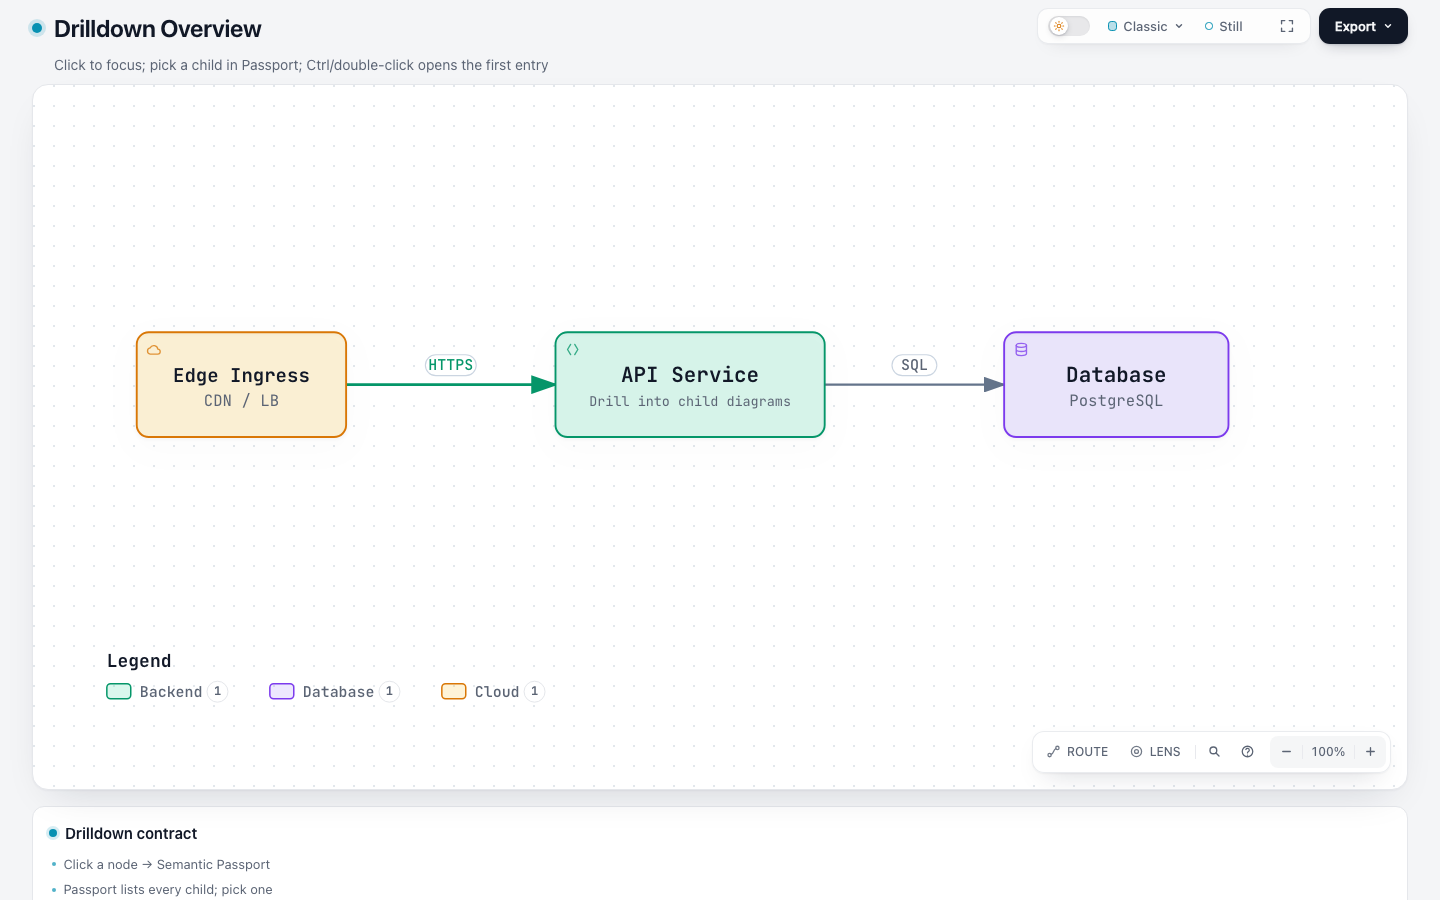 Drilldown Overview
Classic
Still
Export
Click to focus; pick a child in Passport; Ctrl/double-click opens the first entry
Edge Ingress
CDN / LB
HTTPS
API Service
Drill into child diagrams
SQL
Database
PostgreSQL
Legend
Backend 1
Database 1
Cloud 1
ROUTE
LENS
− 100% +
Drilldown contract
• Click a node → Semantic Passport
• Passport lists every child; pick one